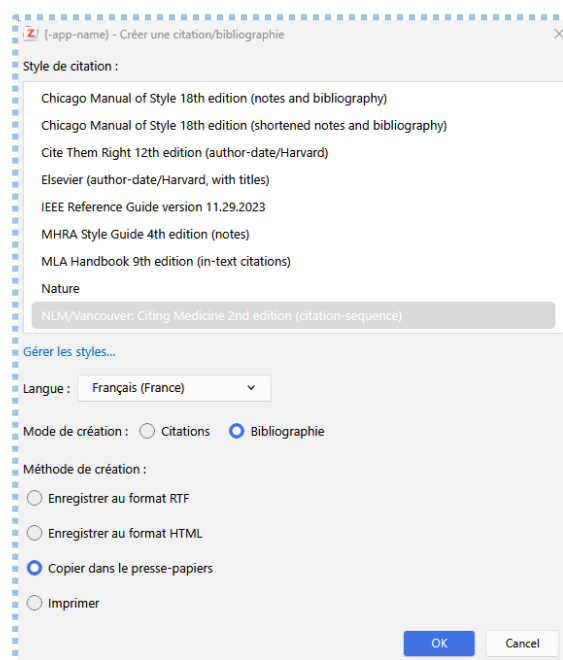 Z {-app-name} - Créer une citation/bibliographie
Style de citation :
Chicago Manual of Style 18th edition (notes and bibliography)
Chicago Manual of Style 18th edition (shortened notes and bibliography)
Cite Them Right 12th edition (author-date/Harvard)
Elsevier (author-date/Harvard, with titles)
IEEE Reference Guide version 11.29.2023
MHRA Style Guide 4th edition (notes)
MLA Handbook 9th edition (in-text citations)
Nature
NLM/Vancouver: Citing Medicine 2nd edition (citation-sequence)
Gérer les styles...
Langue : Français (France)
Mode de création : Citations Bibliographie
Méthode de création :
Enregistrer au format RTF
Enregistrer au format HTML
Copier dans le presse-papiers
Imprimer
OK Cancel